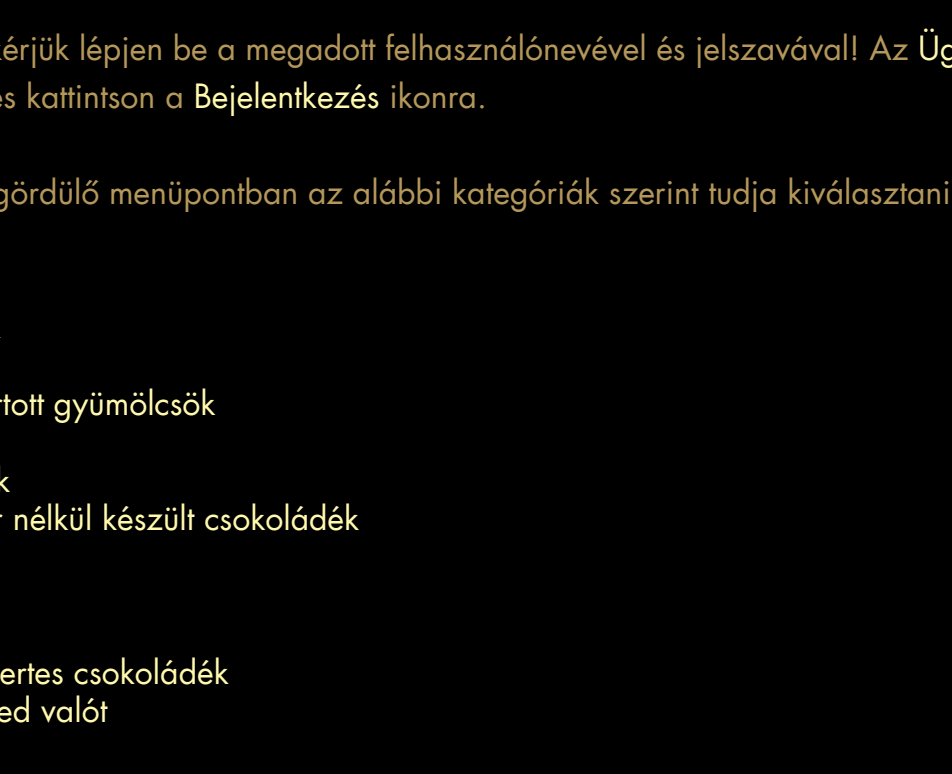 kérjük lépjen be a megadott felhasználónevével és jelszavával! Az Üg
és kattintson a Bejelentkezés ikonra.
gördülő menüpontban az alábbi kategóriák szerint tudja kiválasztani
rtott gyümölcsök
k
nélkül készült csokoládék
ertes csokoládék
ed valót